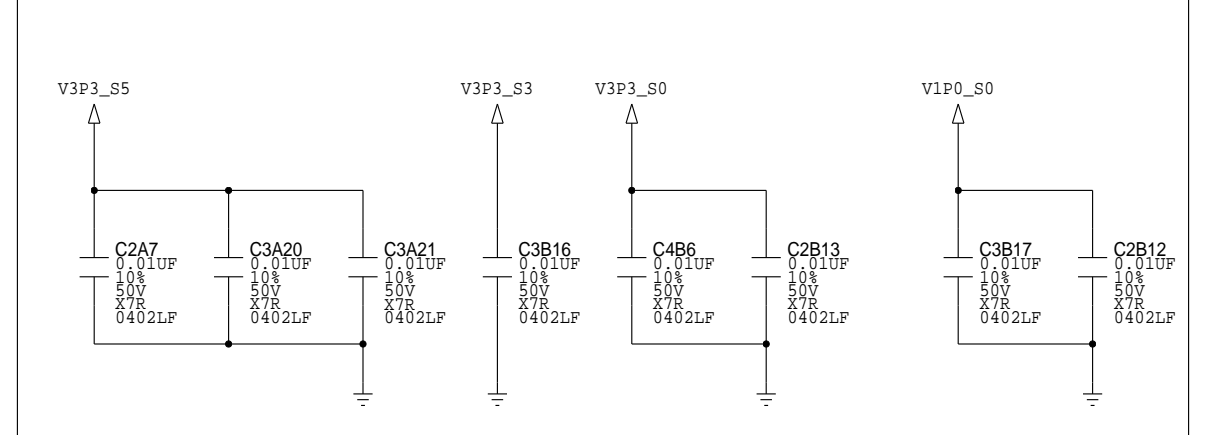 V3P3_S5
V3P3_S3
V3P3_S0
V1P0_S0
C2A7
0.01UF
10%
50V
X7R
0402LF
C3A20
0.01UF
10%
50V
X7R
0402LF
C3A21
0.01UF
10%
50V
X7R
0402LF
C3B16
0.01UF
10%
50V
X7R
0402LF
C4B6
0.01UF
10%
50V
X7R
0402LF
C2B13
0.01UF
10%
50V
X7R
0402LF
C3B17
0.01UF
10%
50V
X7R
0402LF
C2B12
0.01UF
10%
50V
X7R
0402LF